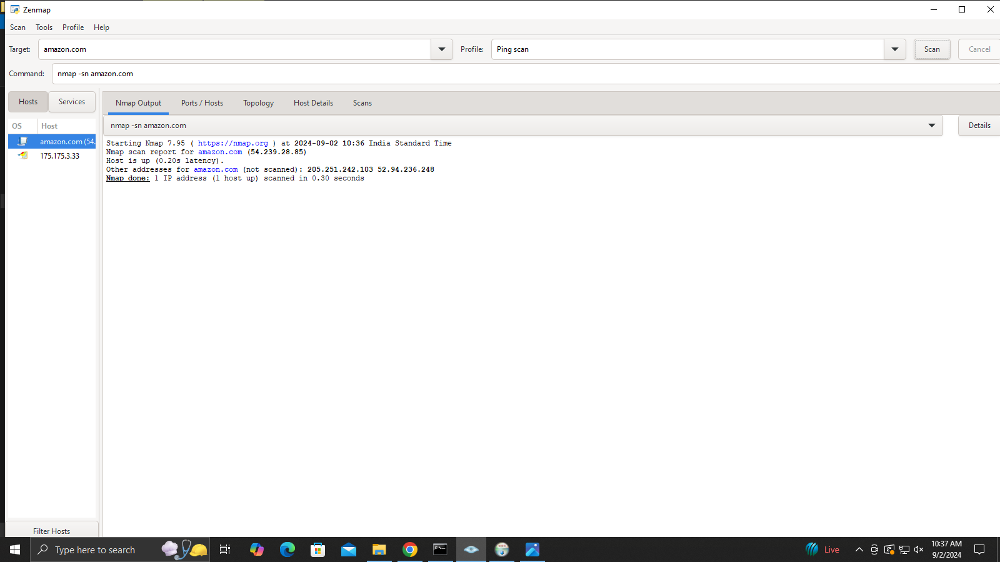 Zenmap
Scan Tools Profile Help
Target: amazon.com Profile: Ping scan Scan Cancel
Command: nmap -sn amazon.com
Hosts Services
Nmap Output Ports / Hosts Topology Host Details Scans
OS Host
nmap -sn amazon.com Details
amazon.com (54.
175.175.3.33
Starting Nmap 7.95 ( https://nmap.org ) at 2024-09-02 10:36 India Standard Time
Nmap scan report for amazon.com (54.239.28.85)
Host is up (0.20s latency).
Other addresses for amazon.com (not scanned): 205.251.242.103 52.94.236.248
Nmap done: 1 IP address (1 host up) scanned in 0.30 seconds
Filter Hosts
Type here to search
Live
10:37 AM
9/2/2024